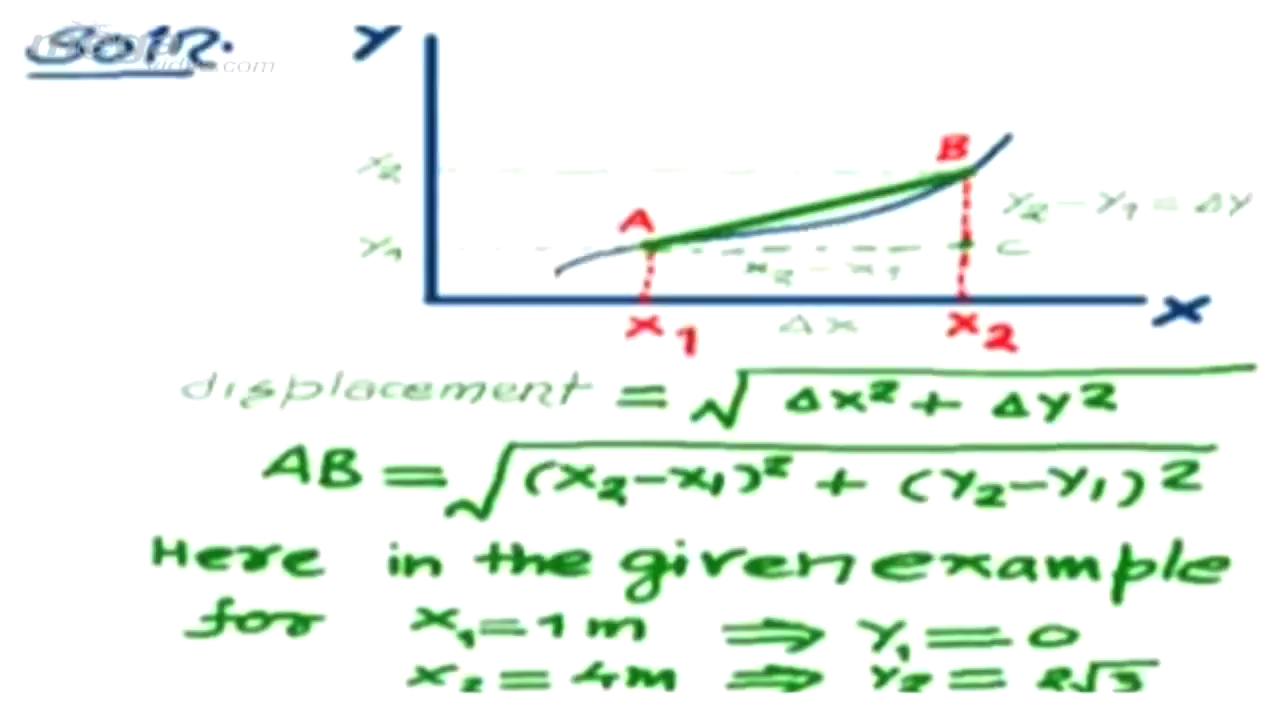 Soln.
Y
B
Y2
Y2 - Y1 = ΔY
A
Y1
C
x2 - x1
X
x1 Δx x2
displacement = √Δx² + Δy²
AB = √(x2-x1)² + (y2-y1)²
Here in the given example
for x1 = 1m ⇒ Y1 = 0
x2 = 4m ⇒ Y2 = 2√3